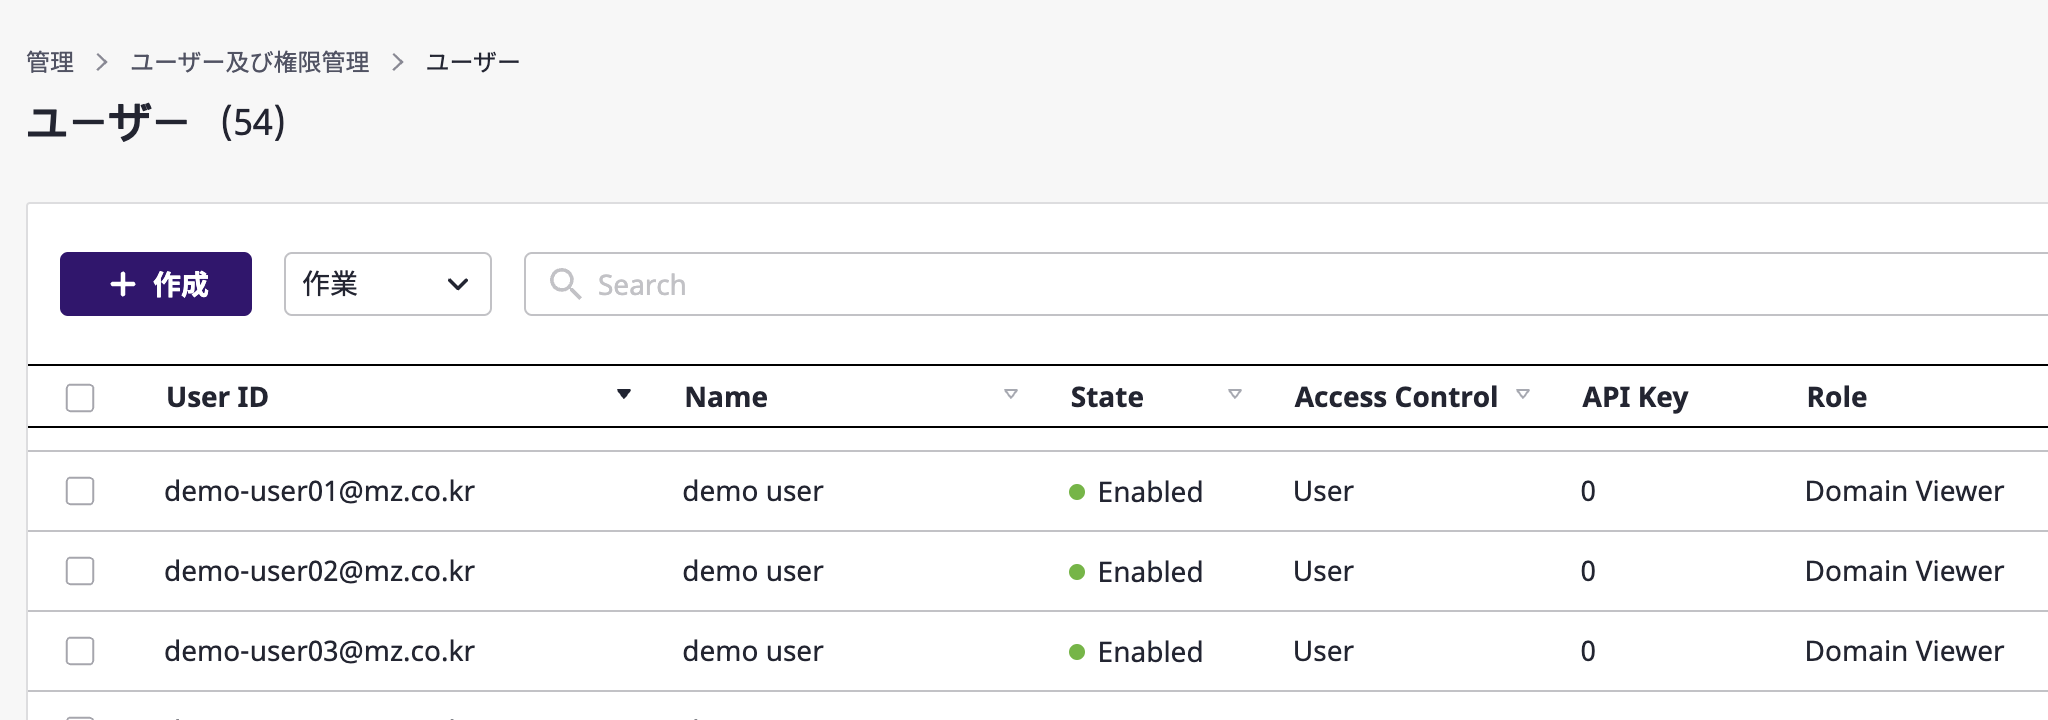 管理 > ユーザー及び権限管理 > ユーザー
ユーザー (54)
+ 作成 作業 Search
User ID Name State Access Control API Key Role
demo-user01@mz.co.kr demo user Enabled User 0 Domain Viewer
demo-user02@mz.co.kr demo user Enabled User 0 Domain Viewer
demo-user03@mz.co.kr demo user Enabled User 0 Domain Viewer